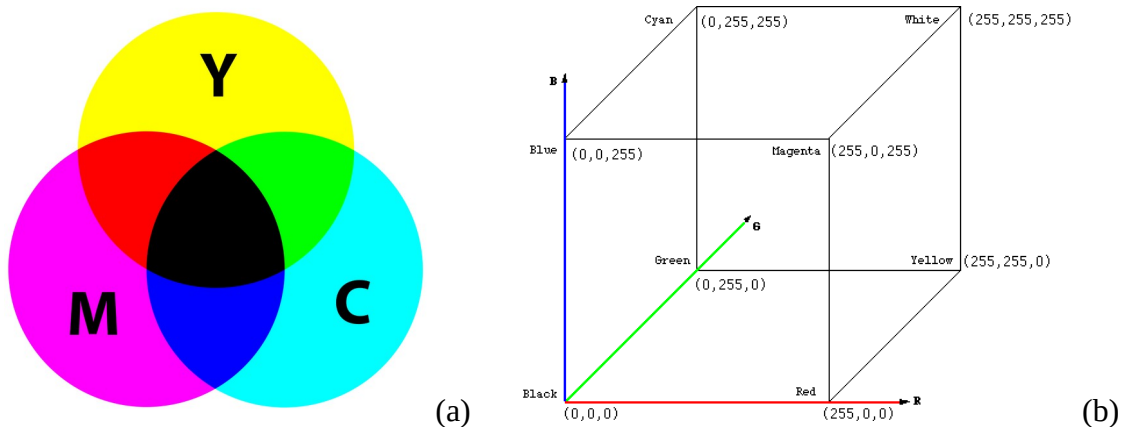 Y
M
C
(a)
Cyan
(0,255,255)
White
(255,255,255)
B
Blue
(0,0,255)
Magenta
(255,0,255)
G
Green
(0,255,0)
Yellow
(255,255,0)
Black
(0,0,0)
Red
(255,0,0)
R
(b)